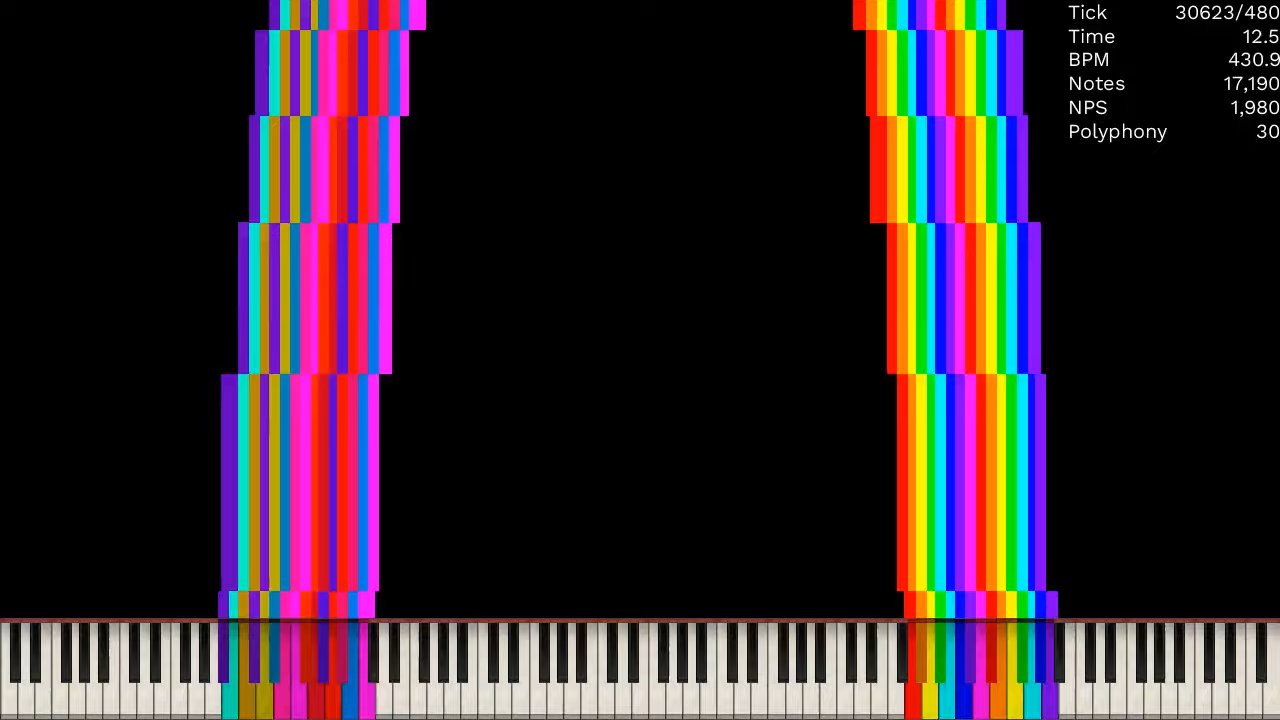 Tick 30623/480
Time 12.5
BPM 430.9
Notes 17,190
NPS 1,980
Polyphony 30